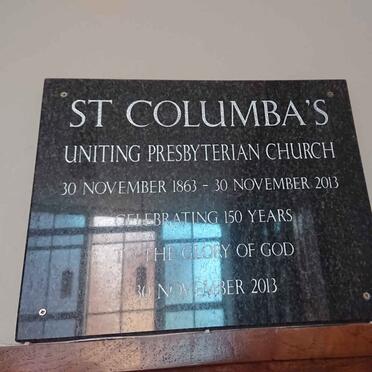 ST COLUMBA'S
UNITING PRESBYTERIAN CHURCH
30 NOVEMBER 1863 - 30 NOVEMBER 2013
CELEBRATING 150 YEARS
TO THE GLORY OF GOD
30 NOVEMBER 2013